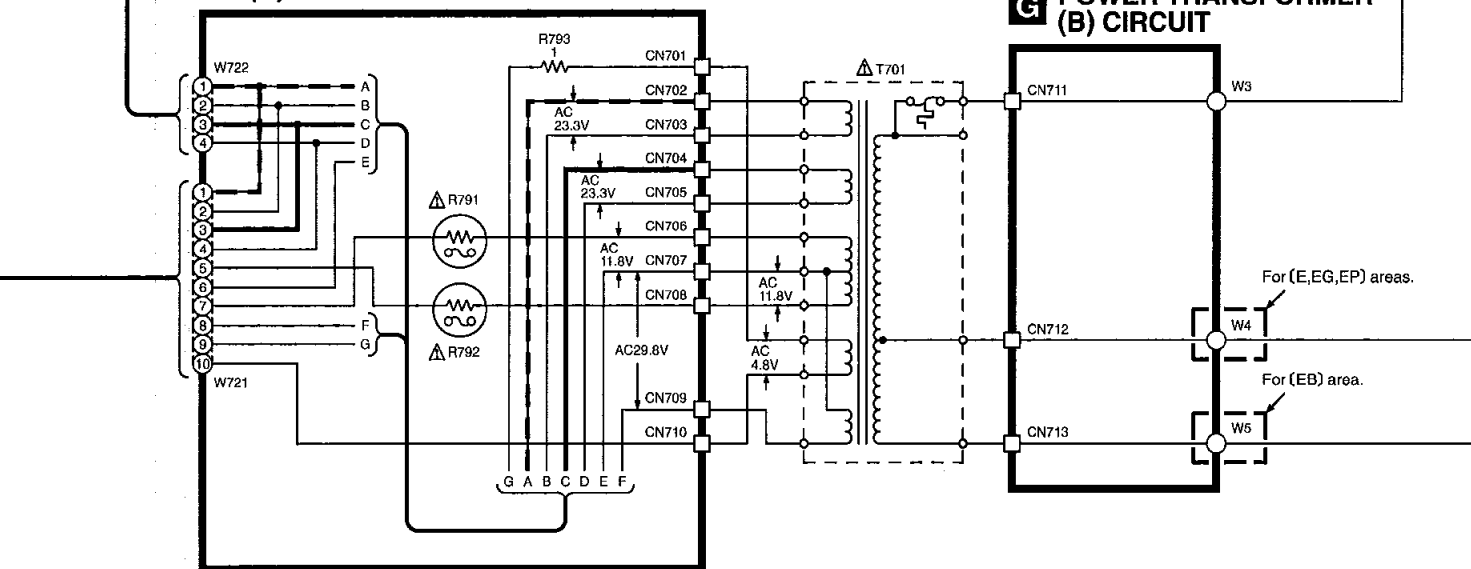 G POWER TRANSFORMER
(B) CIRCUIT
R793
1
CN701
W722
T701
1
A
CN702
CN711
W3
2
B
AC
23.3V
3
C
CN703
4
D
CN704
E
AC
23.3V
1
CN705
2
R791
3
CN706
4
AC
11.8V
5
CN707
6
AC
11.8V
For (E,EG,EP) areas.
7
CN708
8
F
CN712
W4
9
G
R792
AC29.8V
AC
4.8V
10
W721
For (EB) area.
CN709
CN710
CN713
W5
G A B C D E F